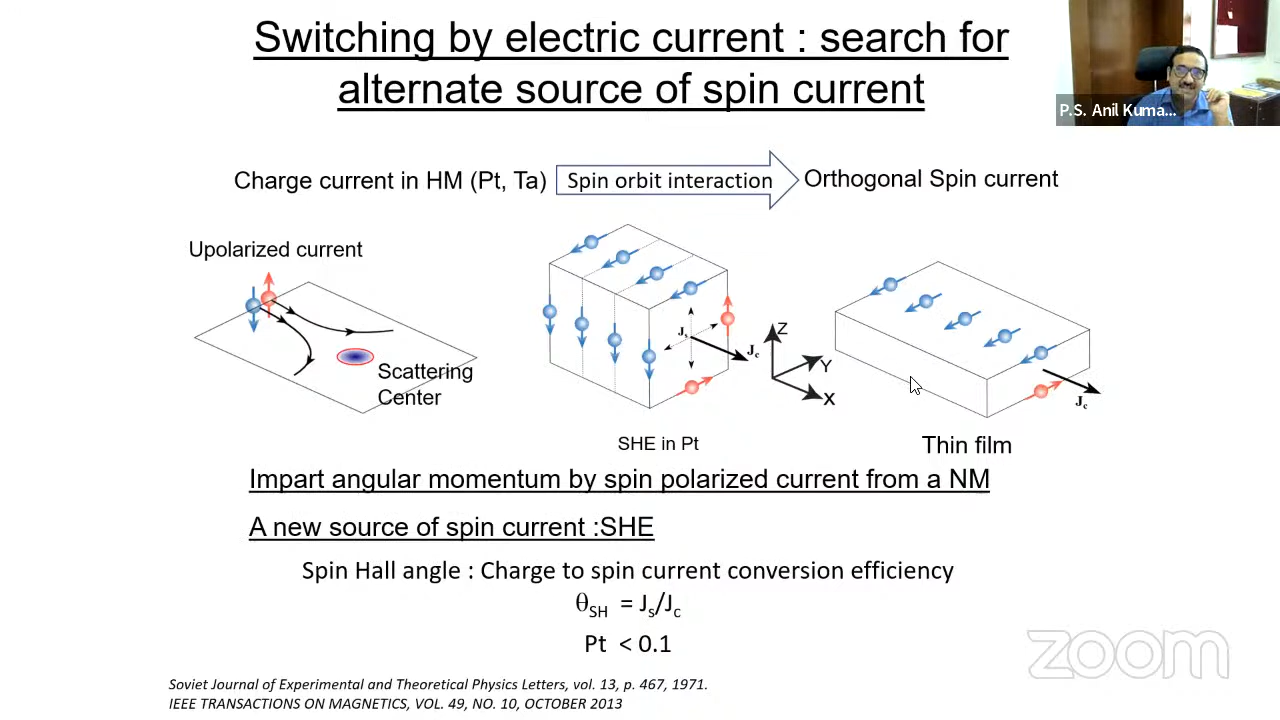 Switching by electric current : search for
alternate source of spin current
P.S. Anil Kuma...
Charge current in HM (Pt, Ta)
Spin orbit interaction
Orthogonal Spin current
Upolarized current
Scattering
Center
Js
Jc
Z
Y
X
Jc
SHE in Pt
Thin film
Impart angular momentum by spin polarized current from a NM
A new source of spin current :SHE
Spin Hall angle : Charge to spin current conversion efficiency
θSH = Js/Jc
Pt < 0.1
zoom
Soviet Journal of Experimental and Theoretical Physics Letters, vol. 13, p. 467, 1971.
IEEE TRANSACTIONS ON MAGNETICS, VOL. 49, NO. 10, OCTOBER 2013